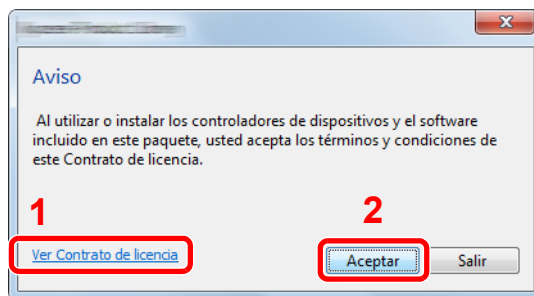 Aviso
Al utilizar o instalar los controladores de dispositivos y el software
incluido en este paquete, usted acepta los términos y condiciones de
este Contrato de licencia.
1
2
Ver Contrato de licencia
Aceptar
Salir